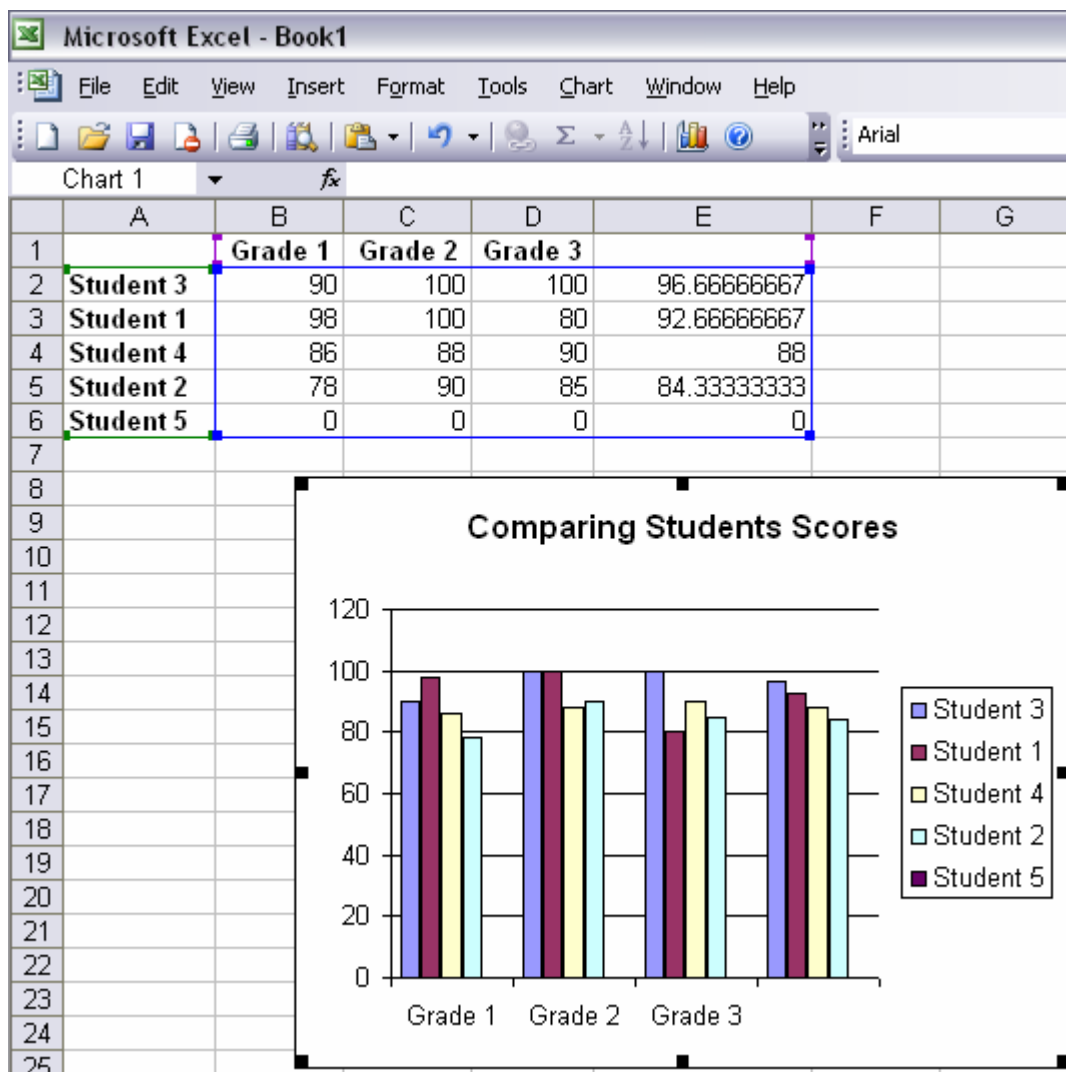 Microsoft Excel - Book1
File Edit View Insert Format Tools Chart Window Help
Σ A Z Arial
Chart 1 fx
A B C D E F G
1 Grade 1 Grade 2 Grade 3
2 Student 3 90 100 100 96.66666667
3 Student 1 98 100 80 92.66666667
4 Student 4 86 88 90 88
5 Student 2 78 90 85 84.33333333
6 Student 5 0 0 0 0
7
8
9
10
11
12
13
14
15
16
17
18
19
20
21
22
23
24
25
Comparing Students Scores
120
100
80
60
40
20
0
Grade 1 Grade 2 Grade 3
Student 3
Student 1
Student 4
Student 2
Student 5